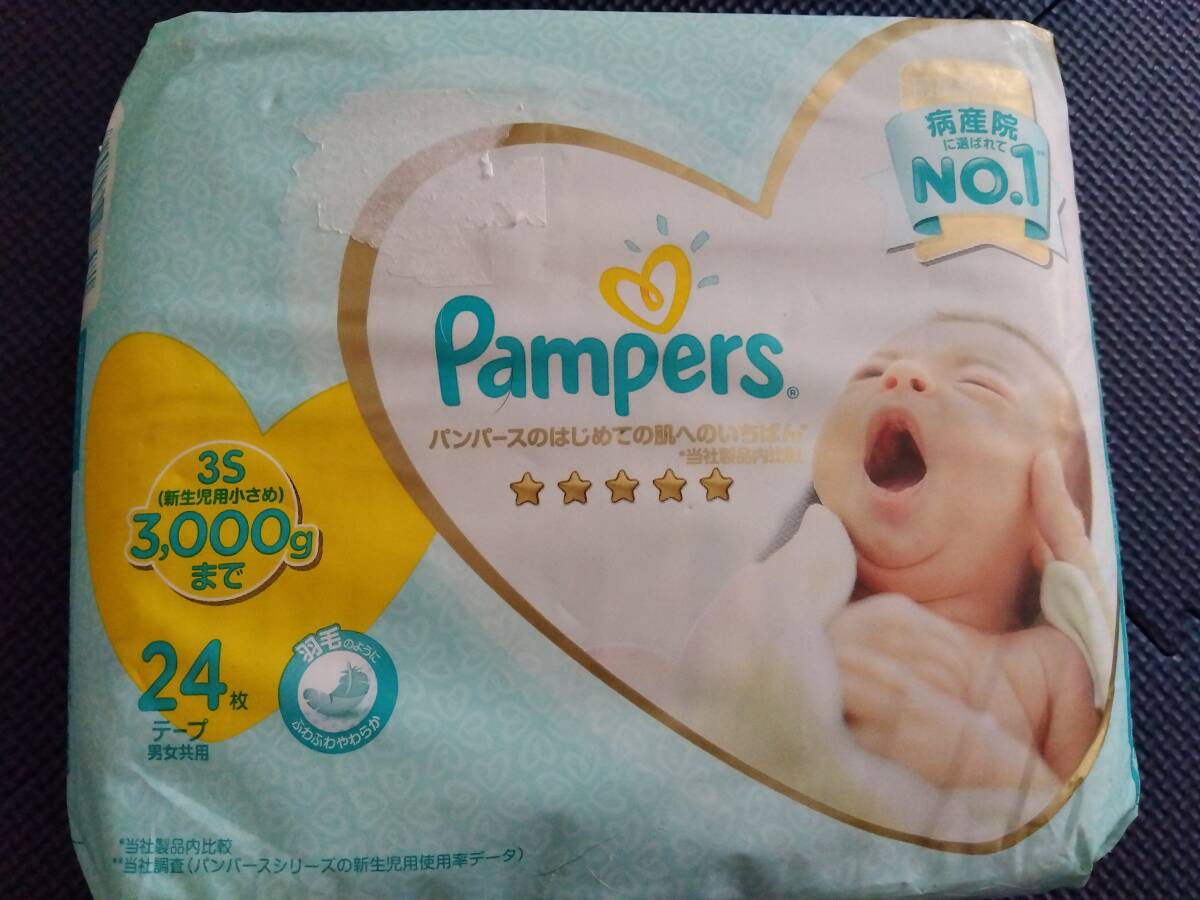 病産院
に選ばれて
NO.1**
Pampers®
パンパースのはじめての肌へのいちばん*
*当社製品内比較
3S
(新生児用小さめ)
3,000g
まで
24枚
テープ
男女共用
羽毛のように
ふわふわやわらか
*当社製品内比較
**当社調査(パンパースシリーズの新生児用使用率データ)